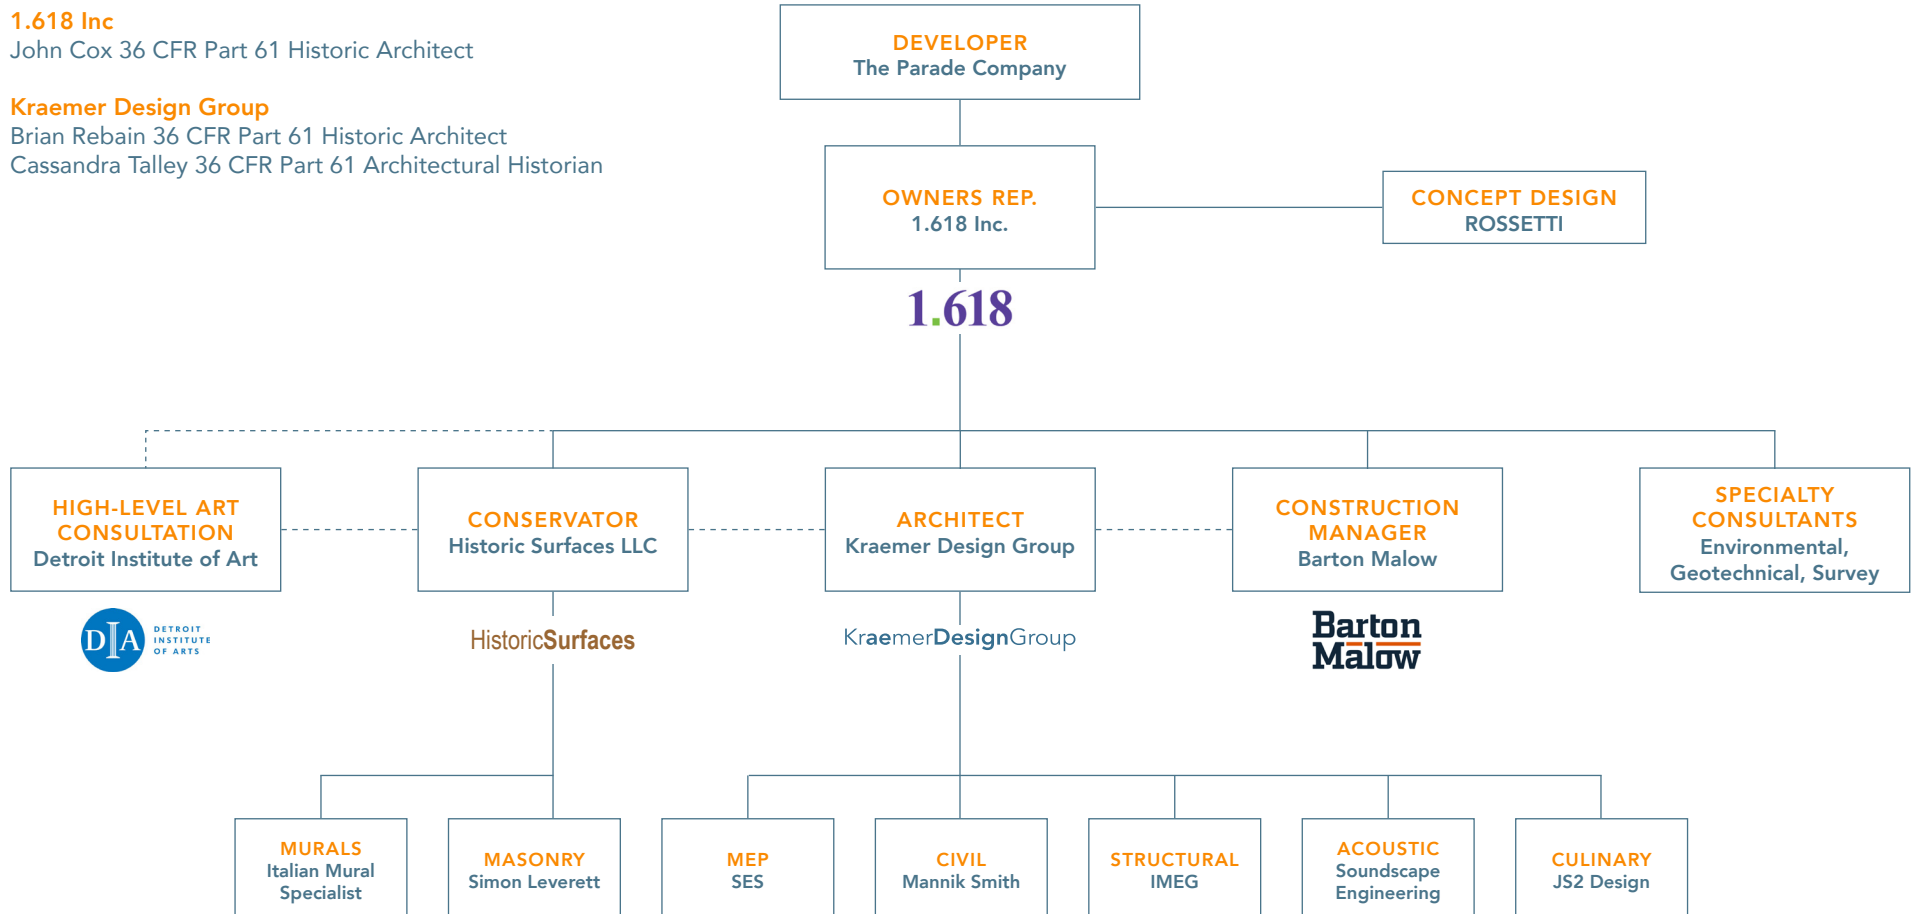 1.618 Inc
John Cox 36 CFR Part 61 Historic Architect
Kraemer Design Group
Brian Rebain 36 CFR Part 61 Historic Architect
Cassandra Talley 36 CFR Part 61 Architectural Historian
DEVELOPER
The Parade Company
OWNERS REP.
1.618 Inc.
CONCEPT DESIGN
ROSSETTI
1.618
HIGH-LEVEL ART
CONSULTATION
Detroit Institute of Art
CONSERVATOR
Historic Surfaces LLC
ARCHITECT
Kraemer Design Group
CONSTRUCTION
MANAGER
Barton Malow
SPECIALTY
CONSULTANTS
Environmental,
Geotechnical, Survey
DIA
DETROIT
INSTITUTE
OF ARTS
HistoricSurfaces
KraemerDesignGroup
Barton
Malow
MURALS
Italian Mural
Specialist
MASONRY
Simon Leverett
MEP
SES
CIVIL
Mannik Smith
STRUCTURAL
IMEG
ACOUSTIC
Soundscape
Engineering
CULINARY
JS2 Design